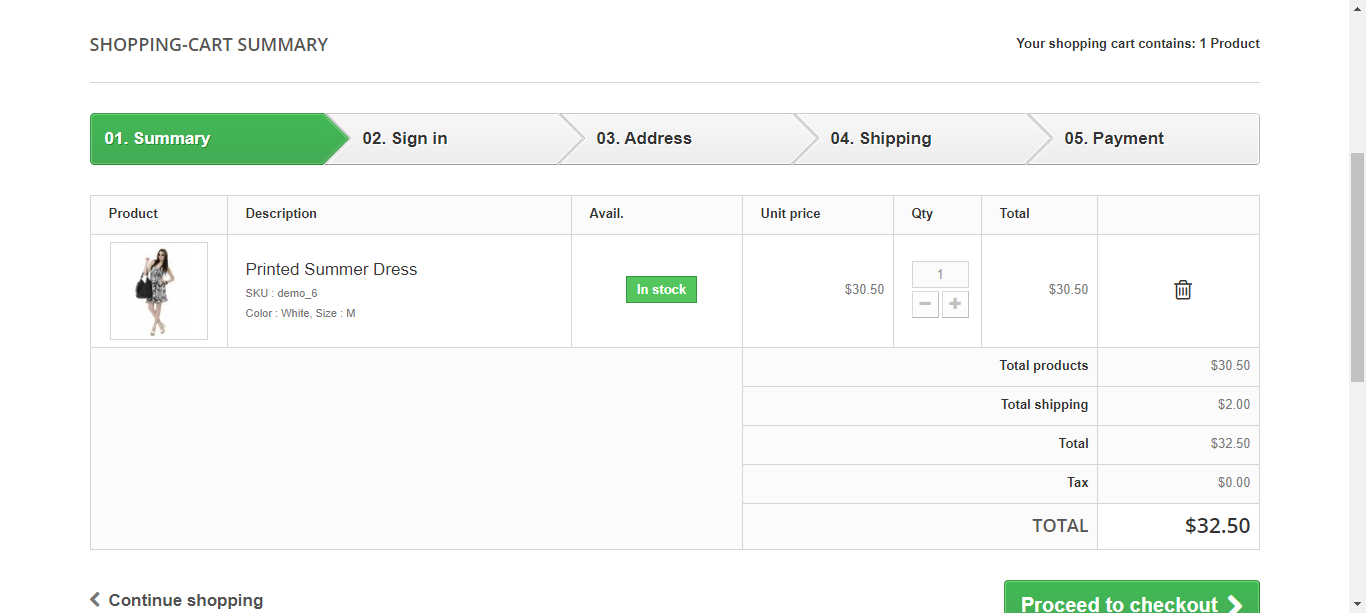 SHOPPING-CART SUMMARY
Your shopping cart contains: 1 Product
01. Summary
02. Sign in
03. Address
04. Shipping
05. Payment
Product
Description
Avail.
Unit price
Qty
Total
Printed Summer Dress
SKU : demo_6
Color : White, Size : M
In stock
$30.50
1
$30.50
Total products
$30.50
Total shipping
$2.00
Total
$32.50
Tax
$0.00
TOTAL
$32.50
Continue shopping
Proceed to checkout